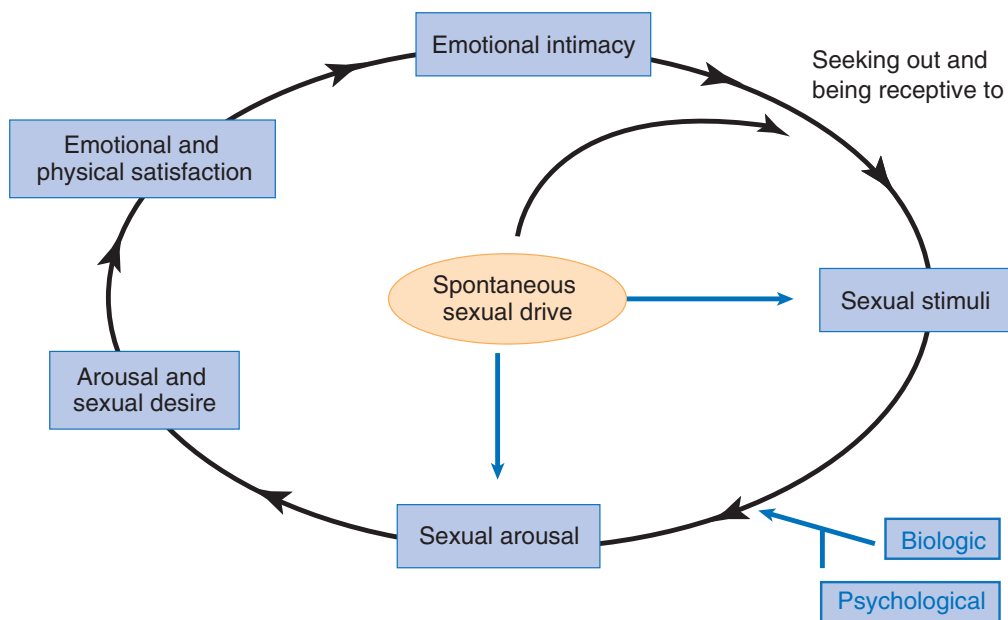 Emotional intimacy
Seeking out and
being receptive to
Emotional and
physical satisfaction
Spontaneous
sexual drive
Sexual stimuli
Arousal and
sexual desire
Sexual arousal
Biologic
Psychological